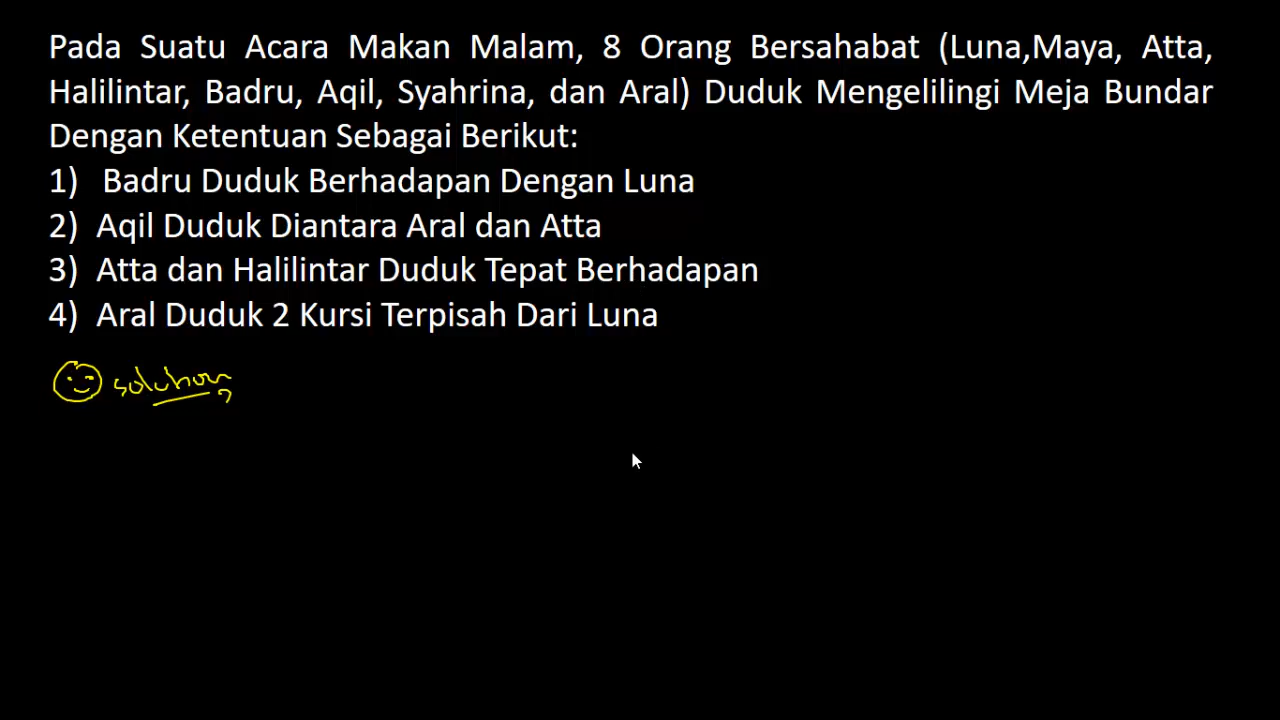 Pada Suatu Acara Makan Malam, 8 Orang Bersahabat (Luna,Maya, Atta,
Halilintar, Badru, Aqil, Syahrina, dan Aral) Duduk Mengelilingi Meja Bundar
Dengan Ketentuan Sebagai Berikut:
1) Badru Duduk Berhadapan Dengan Luna
2) Aqil Duduk Diantara Aral dan Atta
3) Atta dan Halilintar Duduk Tepat Berhadapan
4) Aral Duduk 2 Kursi Terpisah Dari Luna